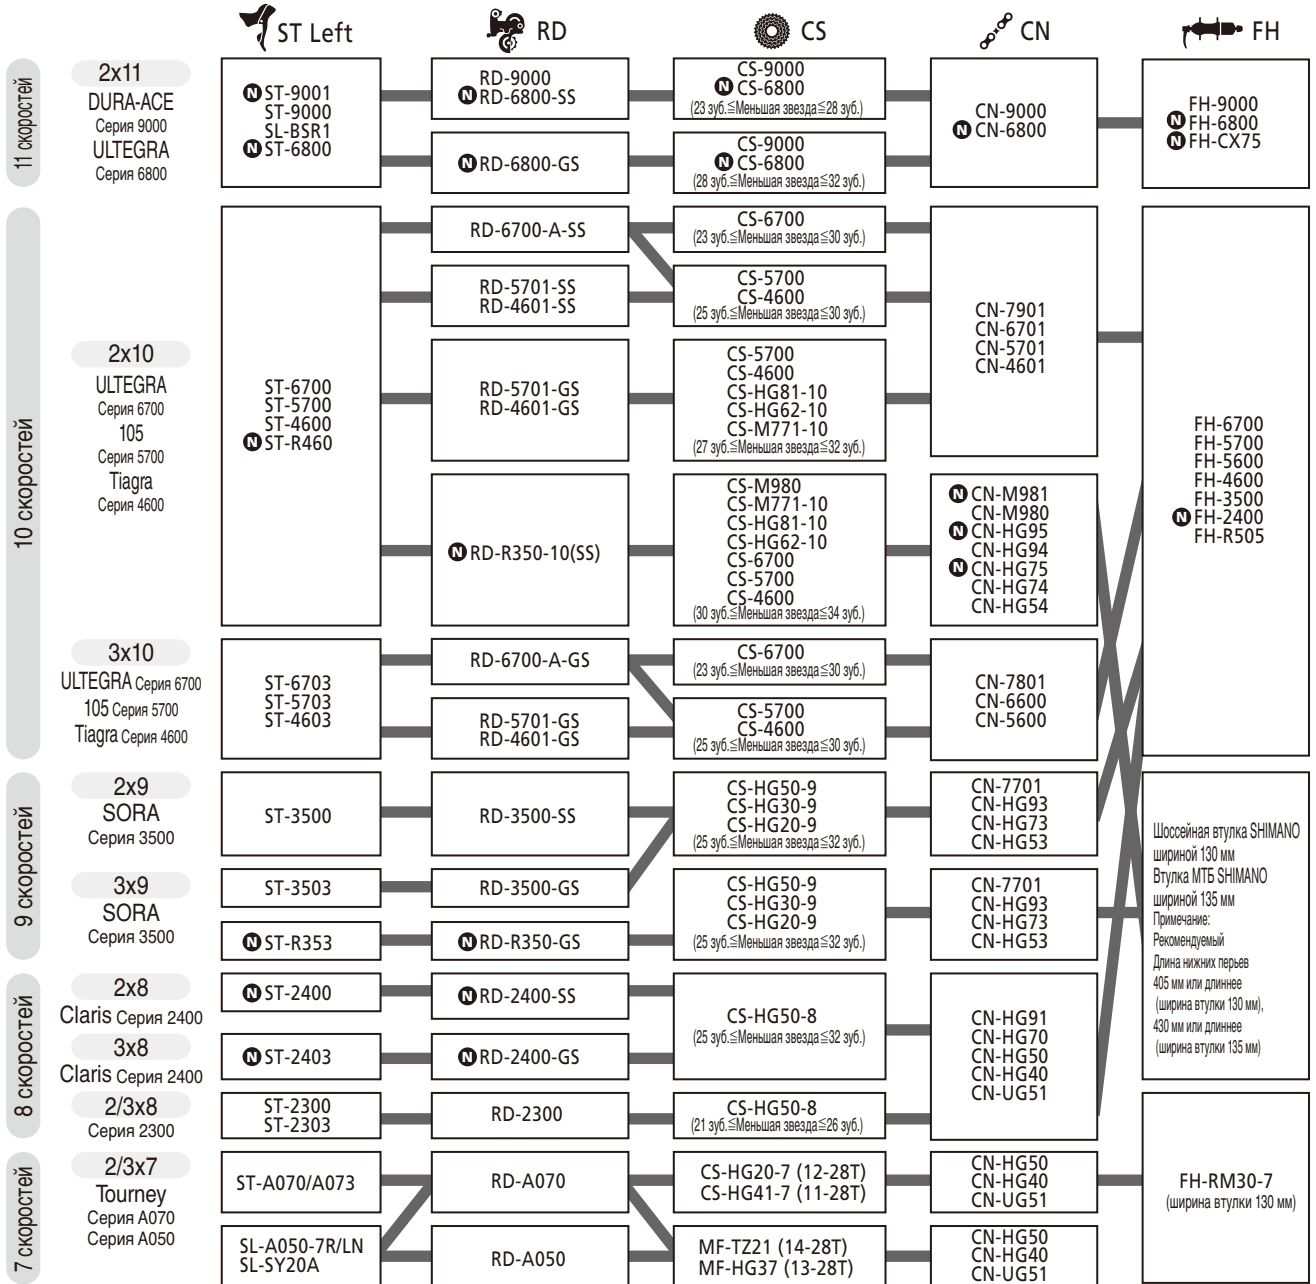 ST Left
RD
CS
CN
FH
11 скоростей
2x11
DURA-ACE
Серия 9000
ULTEGRA
Серия 6800
N ST-9001
ST-9000
SL-BSR1
N ST-6800
RD-9000
N RD-6800-SS
CS-9000
N CS-6800
(23 зуб.≦Меньшая звезда≦28 зуб.)
N RD-6800-GS
CS-9000
N CS-6800
(28 зуб.≦Меньшая звезда≦32 зуб.)
CN-9000
N CN-6800
FH-9000
N FH-6800
N FH-CX75
10 скоростей
2x10
ULTEGRA
Серия 6700
105
Серия 5700
Tiagra
Серия 4600
ST-6700
ST-5700
ST-4600
N ST-R460
RD-6700-A-SS
CS-6700
(23 зуб.≦Меньшая звезда≦30 зуб.)
RD-5701-SS
RD-4601-SS
CS-5700
CS-4600
(25 зуб.≦Меньшая звезда≦30 зуб.)
RD-5701-GS
RD-4601-GS
CS-5700
CS-4600
CS-HG81-10
CS-HG62-10
CS-M771-10
(27 зуб.≦Меньшая звезда≦32 зуб.)
CN-7901
CN-6701
CN-5701
CN-4601
N RD-R350-10(SS)
CS-M980
CS-M771-10
CS-HG81-10
CS-HG62-10
CS-6700
CS-5700
CS-4600
(30 зуб.≦Меньшая звезда≦34 зуб.)
N CN-M981
CN-M980
N CN-HG95
CN-HG94
N CN-HG75
CN-HG74
CN-HG54
FH-6700
FH-5700
FH-5600
FH-4600
FH-3500
N FH-2400
FH-R505
3x10
ULTEGRA Серия 6700
105 Серия 5700
Tiagra Серия 4600
ST-6703
ST-5703
ST-4603
RD-6700-A-GS
CS-6700
(23 зуб.≦Меньшая звезда≦30 зуб.)
RD-5701-GS
RD-4601-GS
CS-5700
CS-4600
(25 зуб.≦Меньшая звезда≦30 зуб.)
CN-7801
CN-6600
CN-5600
9 скоростей
2x9
SORA
Серия 3500
ST-3500
RD-3500-SS
CS-HG50-9
CS-HG30-9
CS-HG20-9
(25 зуб.≦Меньшая звезда≦32 зуб.)
CN-7701
CN-HG93
CN-HG73
CN-HG53
3x9
SORA
Серия 3500
ST-3503
RD-3500-GS
N ST-R353
N RD-R350-GS
CS-HG50-9
CS-HG30-9
CS-HG20-9
(25 зуб.≦Меньшая звезда≦32 зуб.)
CN-7701
CN-HG93
CN-HG73
CN-HG53
Шоссейная втулка SHIMANO
шириной 130 мм
Втулка МТБ SHIMANO
шириной 135 мм
Примечание:
Рекомендуемый
Длина нижних перьев
405 мм или длиннее
(ширина втулки 130 мм),
430 мм или длиннее
(ширина втулки 135 мм)
8 скоростей
2x8
Claris Серия 2400
N ST-2400
N RD-2400-SS
3x8
Claris Серия 2400
N ST-2403
N RD-2400-GS
CS-HG50-8
(25 зуб.≦Меньшая звезда≦32 зуб.)
CN-HG91
CN-HG70
CN-HG50
CN-HG40
CN-UG51
2/3x8
Серия 2300
ST-2300
ST-2303
RD-2300
CS-HG50-8
(21 зуб.≦Меньшая звезда≦26 зуб.)
7 скоростей
2/3x7
Tourney
Серия A070
Серия A050
ST-A070/A073
RD-A070
CS-HG20-7 (12-28T)
CS-HG41-7 (11-28T)
CN-HG50
CN-HG40
CN-UG51
FH-RM30-7
(ширина втулки 130 мм)
SL-A050-7R/LN
SL-SY20A
RD-A050
MF-TZ21 (14-28T)
MF-HG37 (13-28T)
CN-HG50
CN-HG40
CN-UG51